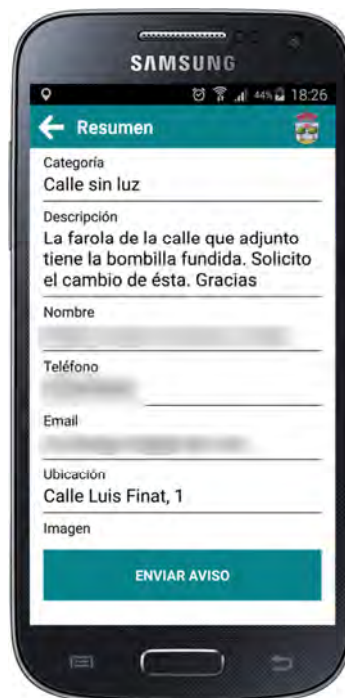 SAMSUNG
44% 18:26
Resumen
Categoría
Calle sin luz
Descripción
La farola de la calle que adjunto
tiene la bombilla fundida. Solicito
el cambio de ésta. Gracias
Nombre
Teléfono
Email
Ubicación
Calle Luis Finat, 1
Imagen
ENVIAR AVISO